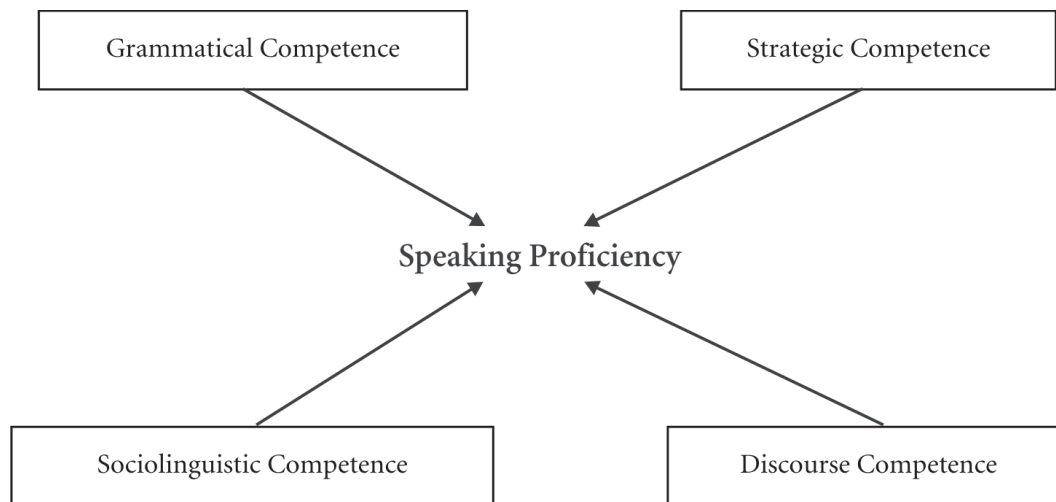 Grammatical Competence
Strategic Competence
Speaking Proficiency
Sociolinguistic Competence
Discourse Competence